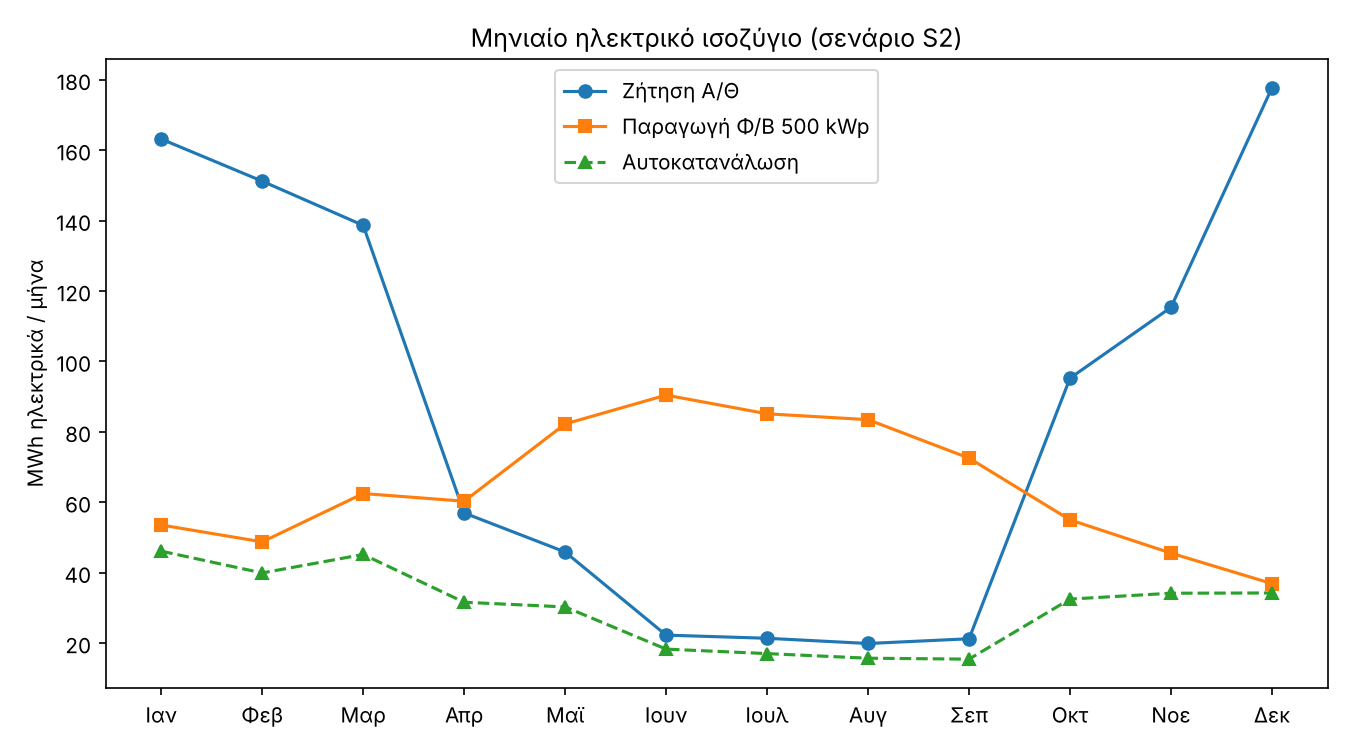 Μηνιαίο ηλεκτρικό ισοζύγιο (σενάριο S2)
Ζήτηση Α/Θ
Παραγωγή Φ/Β 500 kWp
Αυτοκατανάλωση
MWh ηλεκτρικά / μήνα
180
160
140
120
100
80
60
40
20
Ιαν Φεβ Μαρ Απρ Μαϊ Ιουν Ιουλ Αυγ Σεπ Οκτ Νοε Δεκ